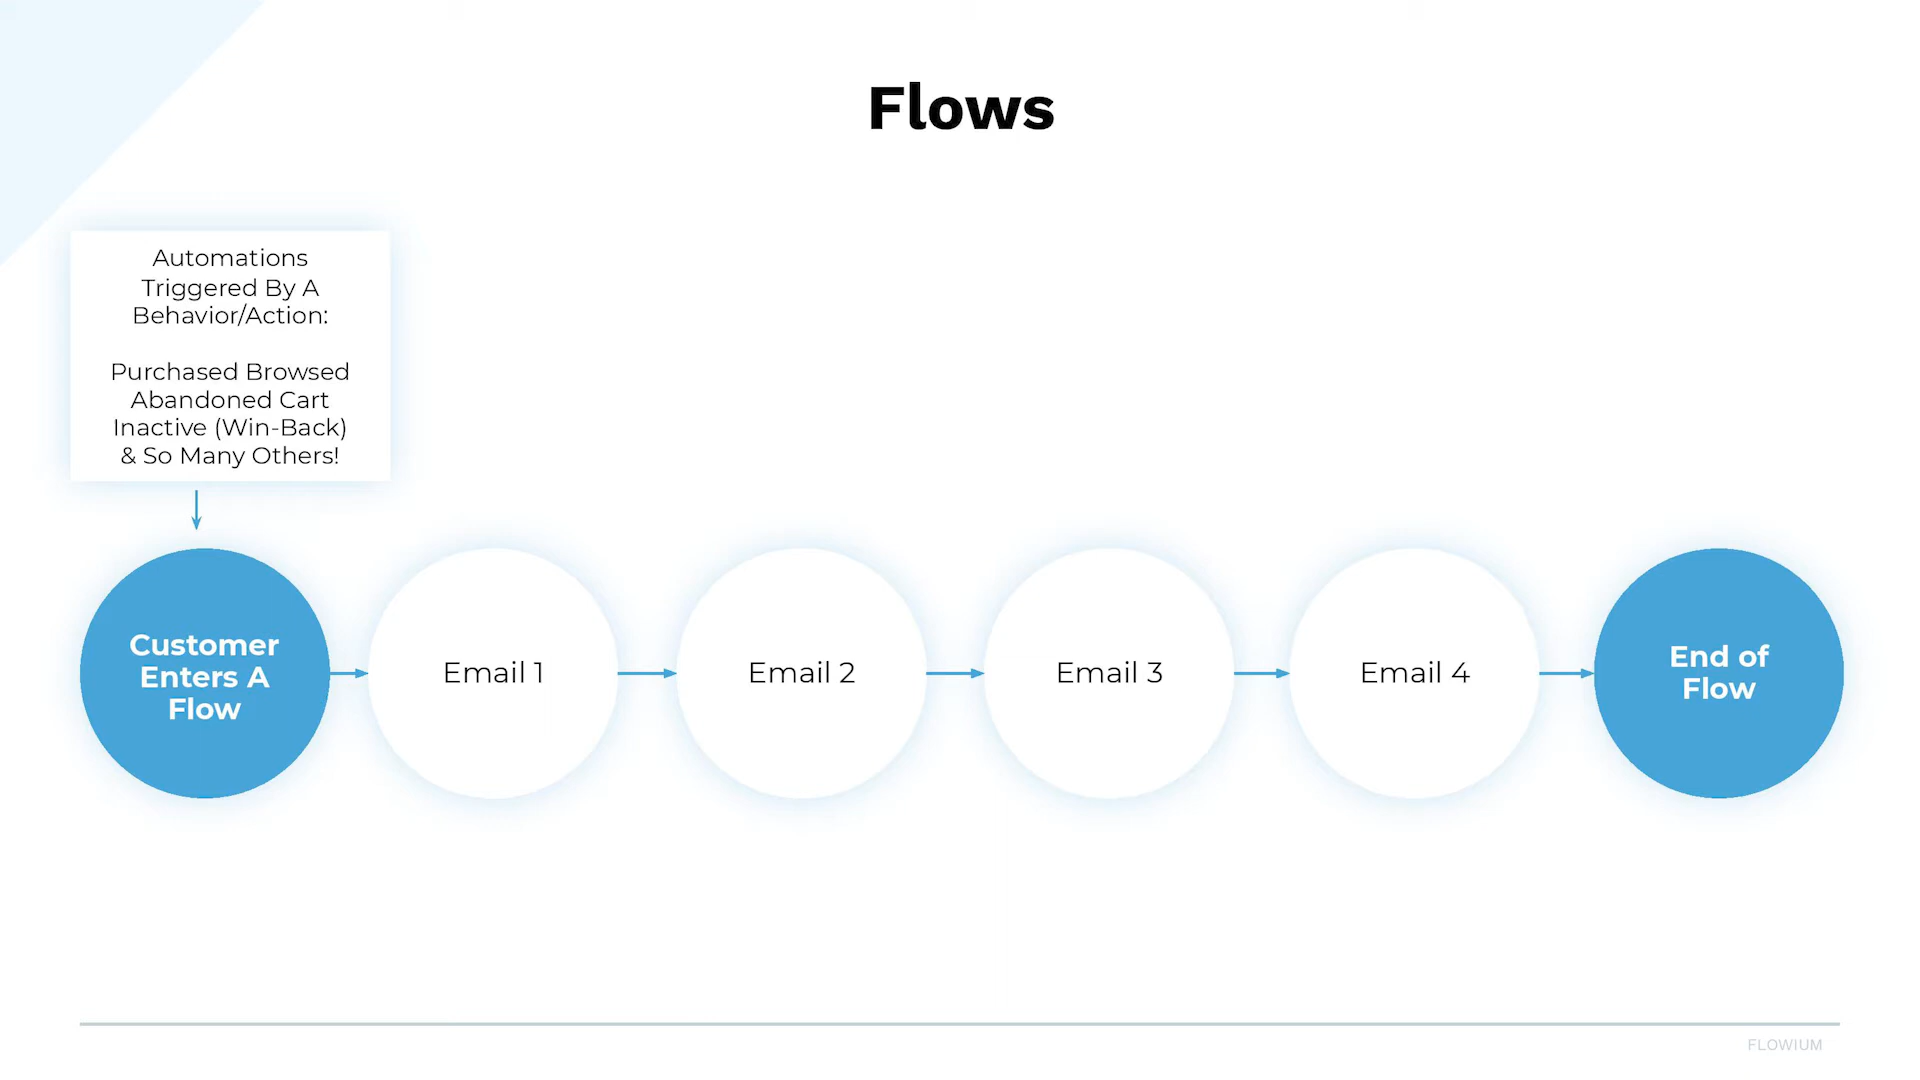 Flows
Automations
Triggered By A
Behavior/Action:
Purchased Browsed
Abandoned Cart
Inactive (Win-Back)
& So Many Others!
Customer
Enters A
Flow
Email 1
Email 2
Email 3
Email 4
End of
Flow
FLOWIUM